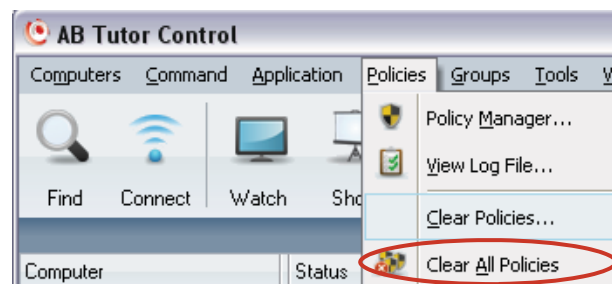 AB Tutor Control
Computers Command Application Policies Groups Tools
Policy Manager...
View Log File...
Find Connect Watch
Clear Policies...
Clear All Policies
Computer Status